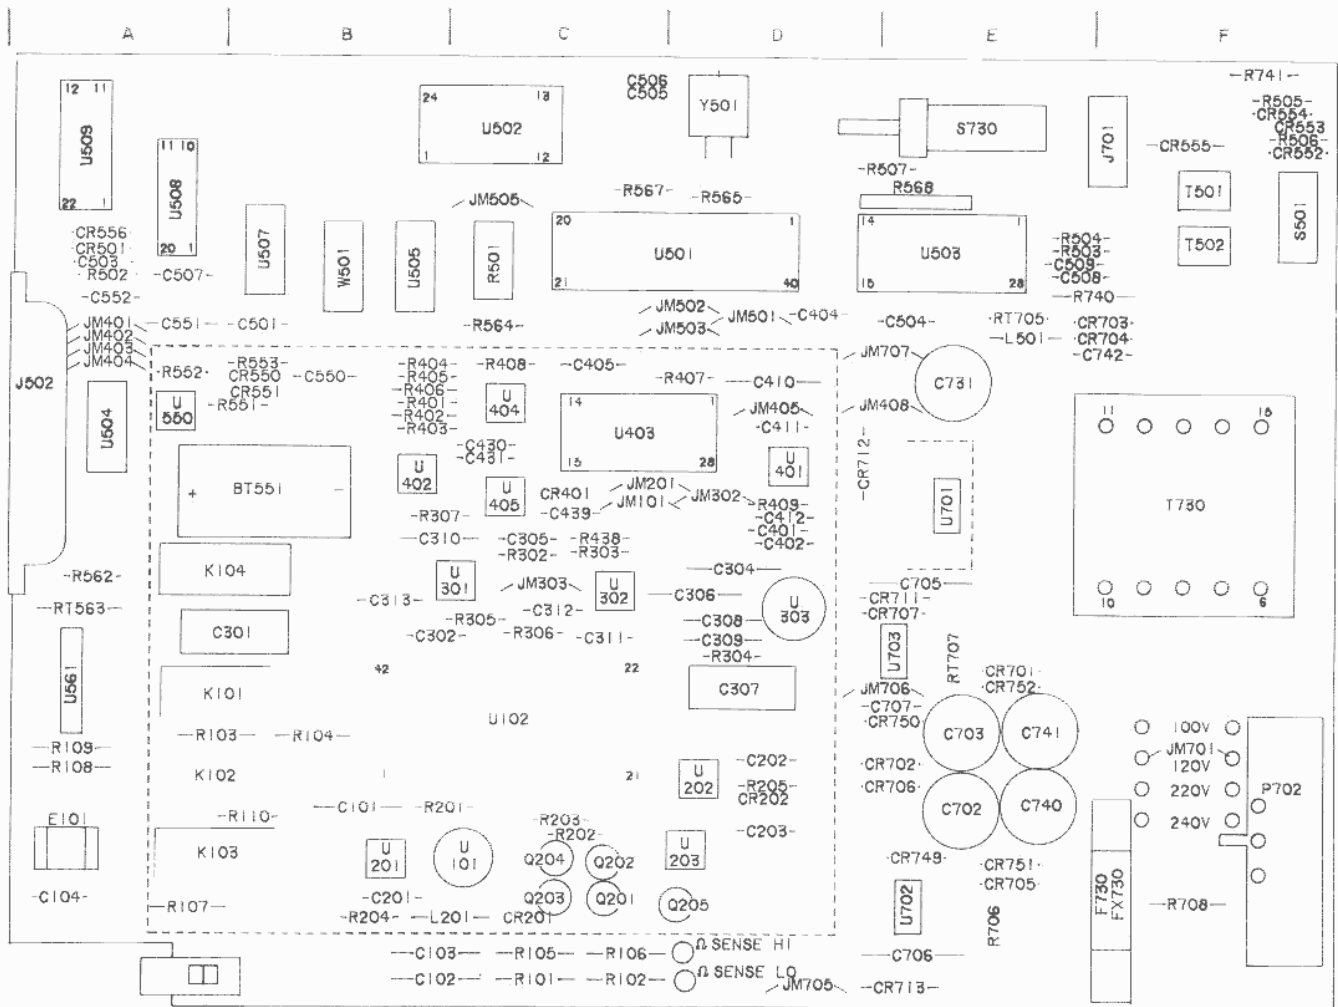 A B C D E F
C506
C505
Y501
R741
R505
CR554
CR553
R506
CR552
12 11
U509
22 1
11 10
U508
20 1
24 13
U502
1 12
S730
J701
CR555
R507
R568
T501
T502
S501
JM505
R567
R565
CR556
CR501
C503
R502
C507
C552
U507
W501
U505
R501
20 1
U501
21 40
14 1
U503
15 28
R504
R503
C509
C508
R740
JM401
JM402
JM403
JM404
C551
C501
R564
JM502
JM503
JM501
C404
C504
RT705
L501
CR703
CR704
C742
J502
R552
R553
CR550
CR551
R551
C550
R404
R405
R406
R401
R402
R403
R408
C405
R407
C410
JM707
C731
U504
U
550
U
404
14 1
U403
15 28
JM405
C411
JM408
11 15
T730
10 6
C430
C431
U
402
U
401
CR712
+ BT551 -
U
405
CR401
C439
JM201
JM101
JM302
R409
C412
C401
C402
U701
R307
C310
C305
R302
R438
R303
R562
K104
U
301
JM303
U
302
C304
C306
U
303
C705
CR711
CR707
RT563
C313
C312
C301
C302
R305
R306
C311
C308
C309
R304
U703
RT707
U561
42 22
K101
U102
C307
CR701
CR752
JM706
C707
CR750
C703
C741
R103
R104
R109
R108
K102
1 21
U
202
C202
R205
CR202
CR702
CR706
C702
C740
100V
JM701
120V
220V
240V
P702
R110
C101
R201
R203
R202
C203
E101
K103
U
201
U
101
Q204
Q202
U
203
CR749
CR751
CR705
C104
R107
C201
R204
L201
CR201
Q203
Q201
Q205
U702
R706
F730
FX730
R708
C103
R105
R106
Ω SENSE HI
C706
C102
R101
R102
Ω SENSE LO
JM705
CR713